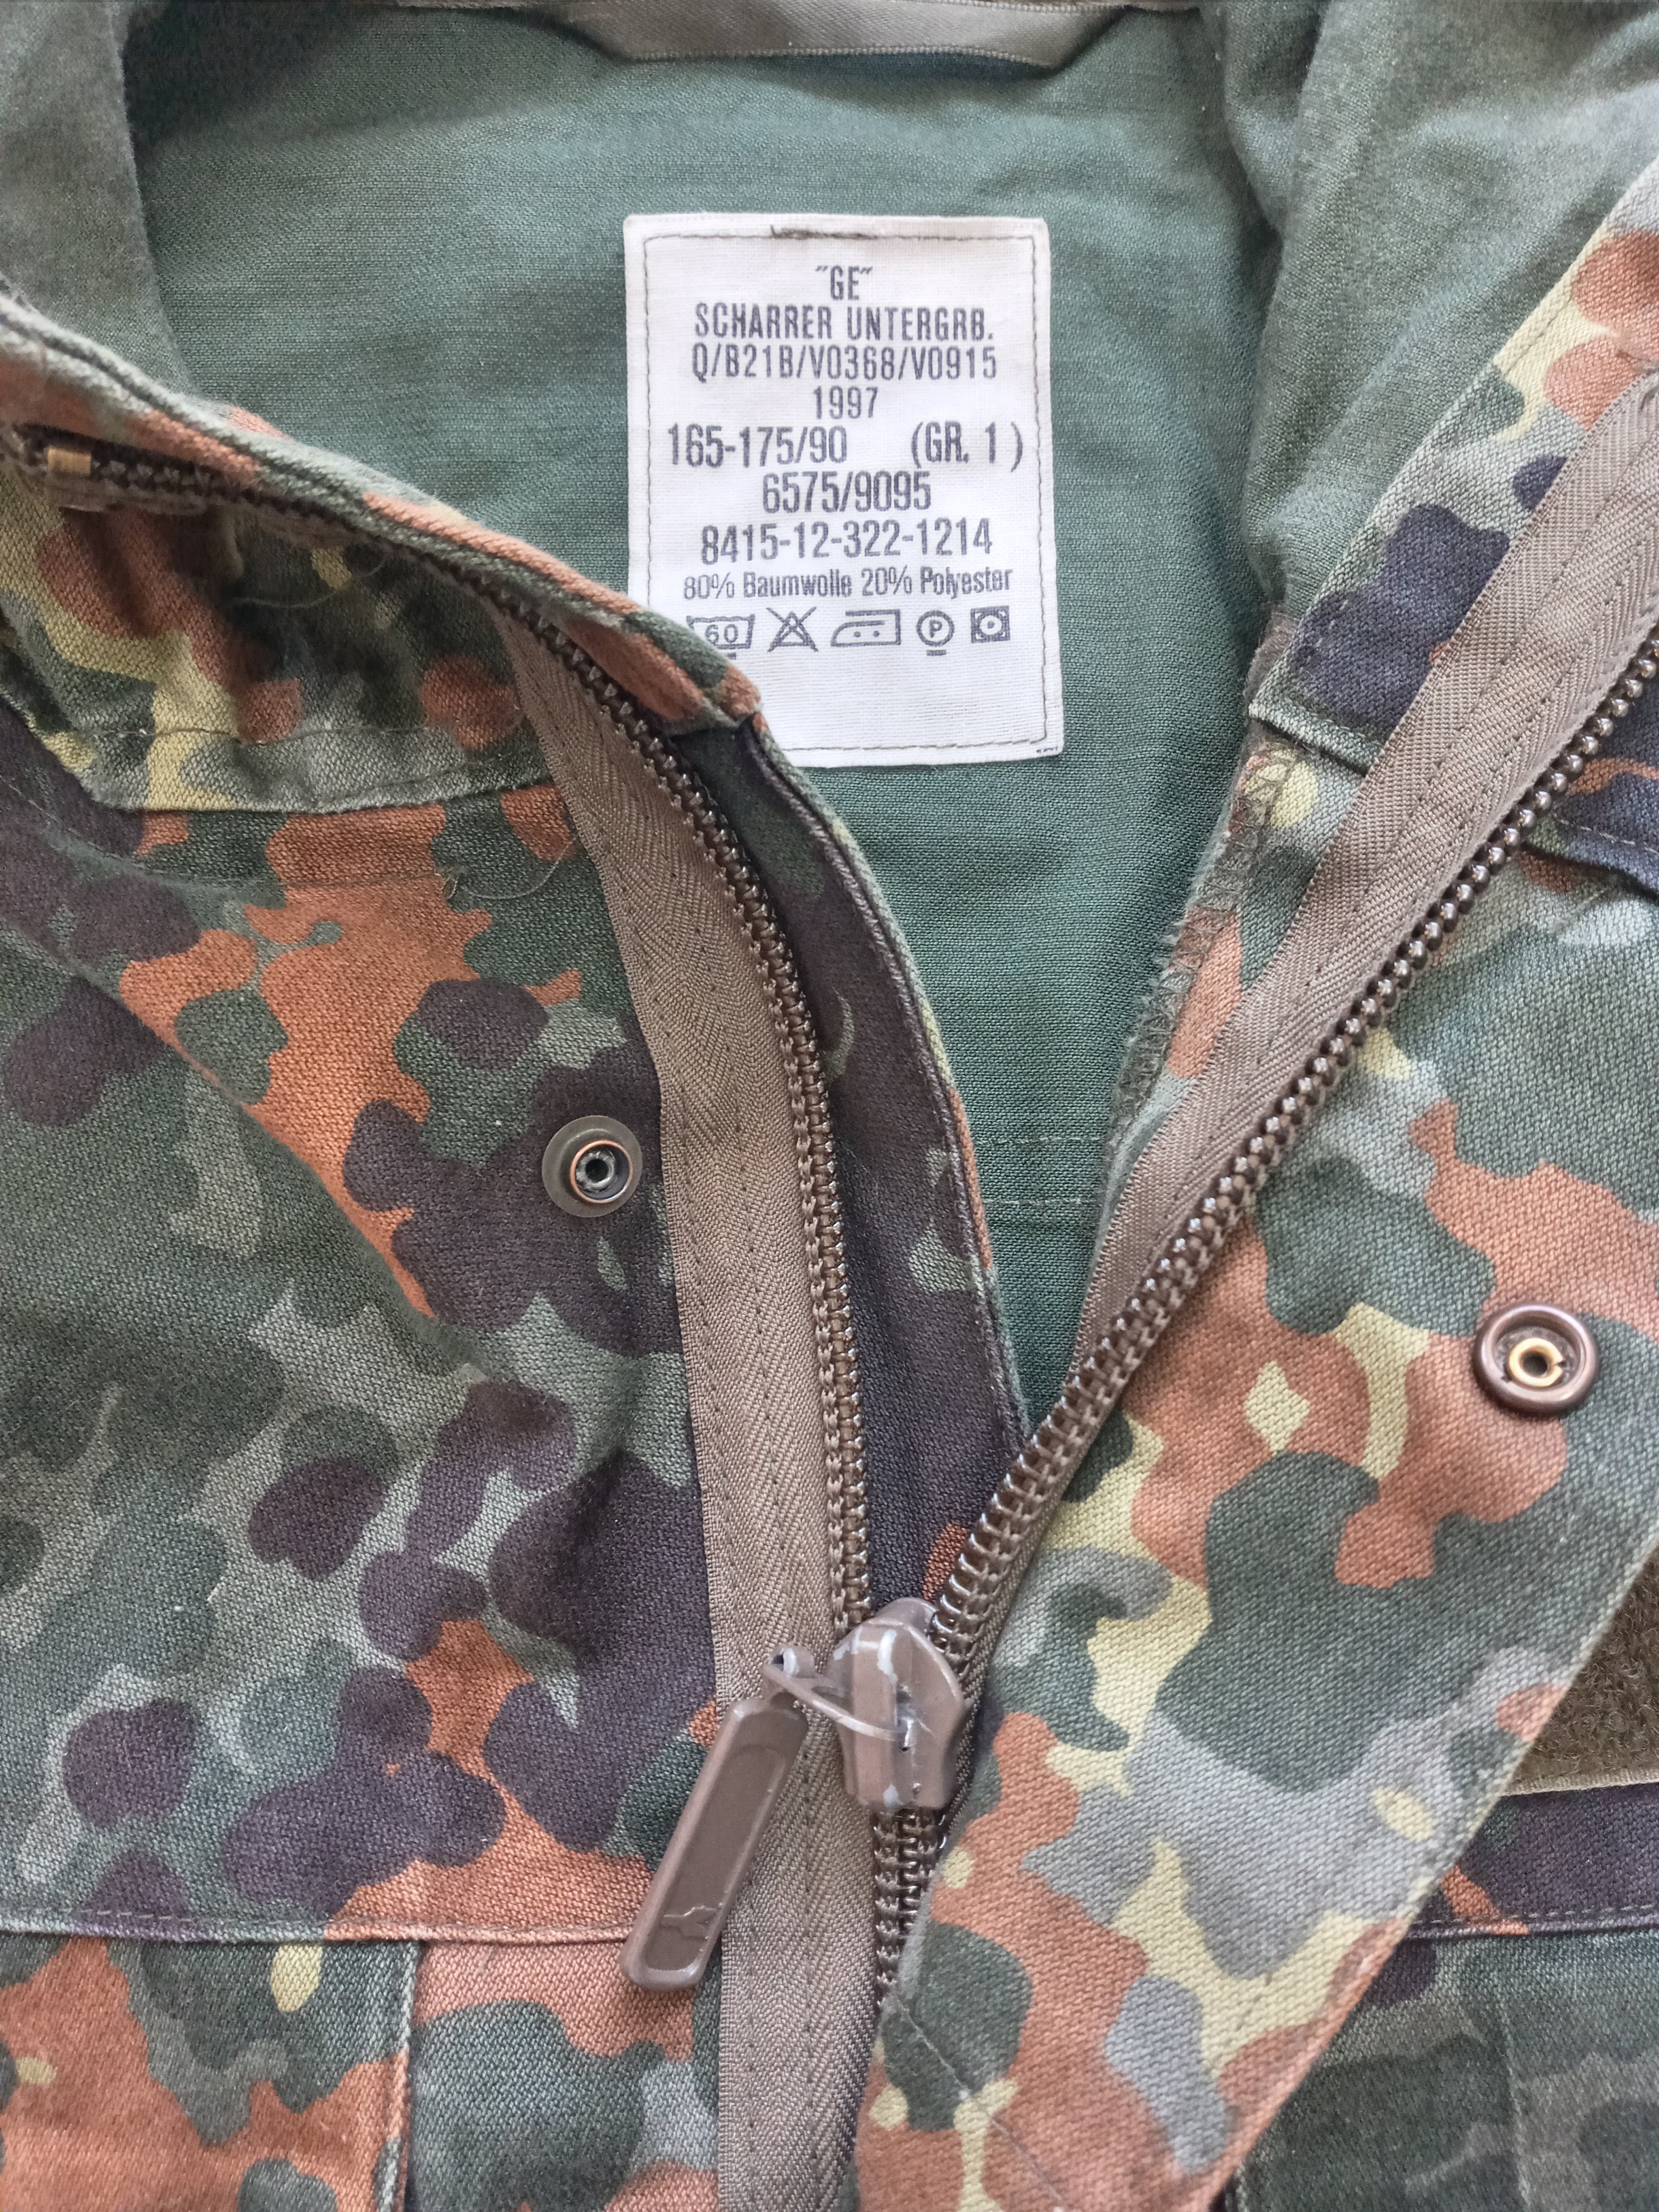 "GE"
SCHARRER UNTERGRB.
Q/B21B/V0368/V0915
1997
165-175/90 (GR. 1)
6575/9095
8415-12-322-1214
80% Baumwolle 20% Polyester
60 P